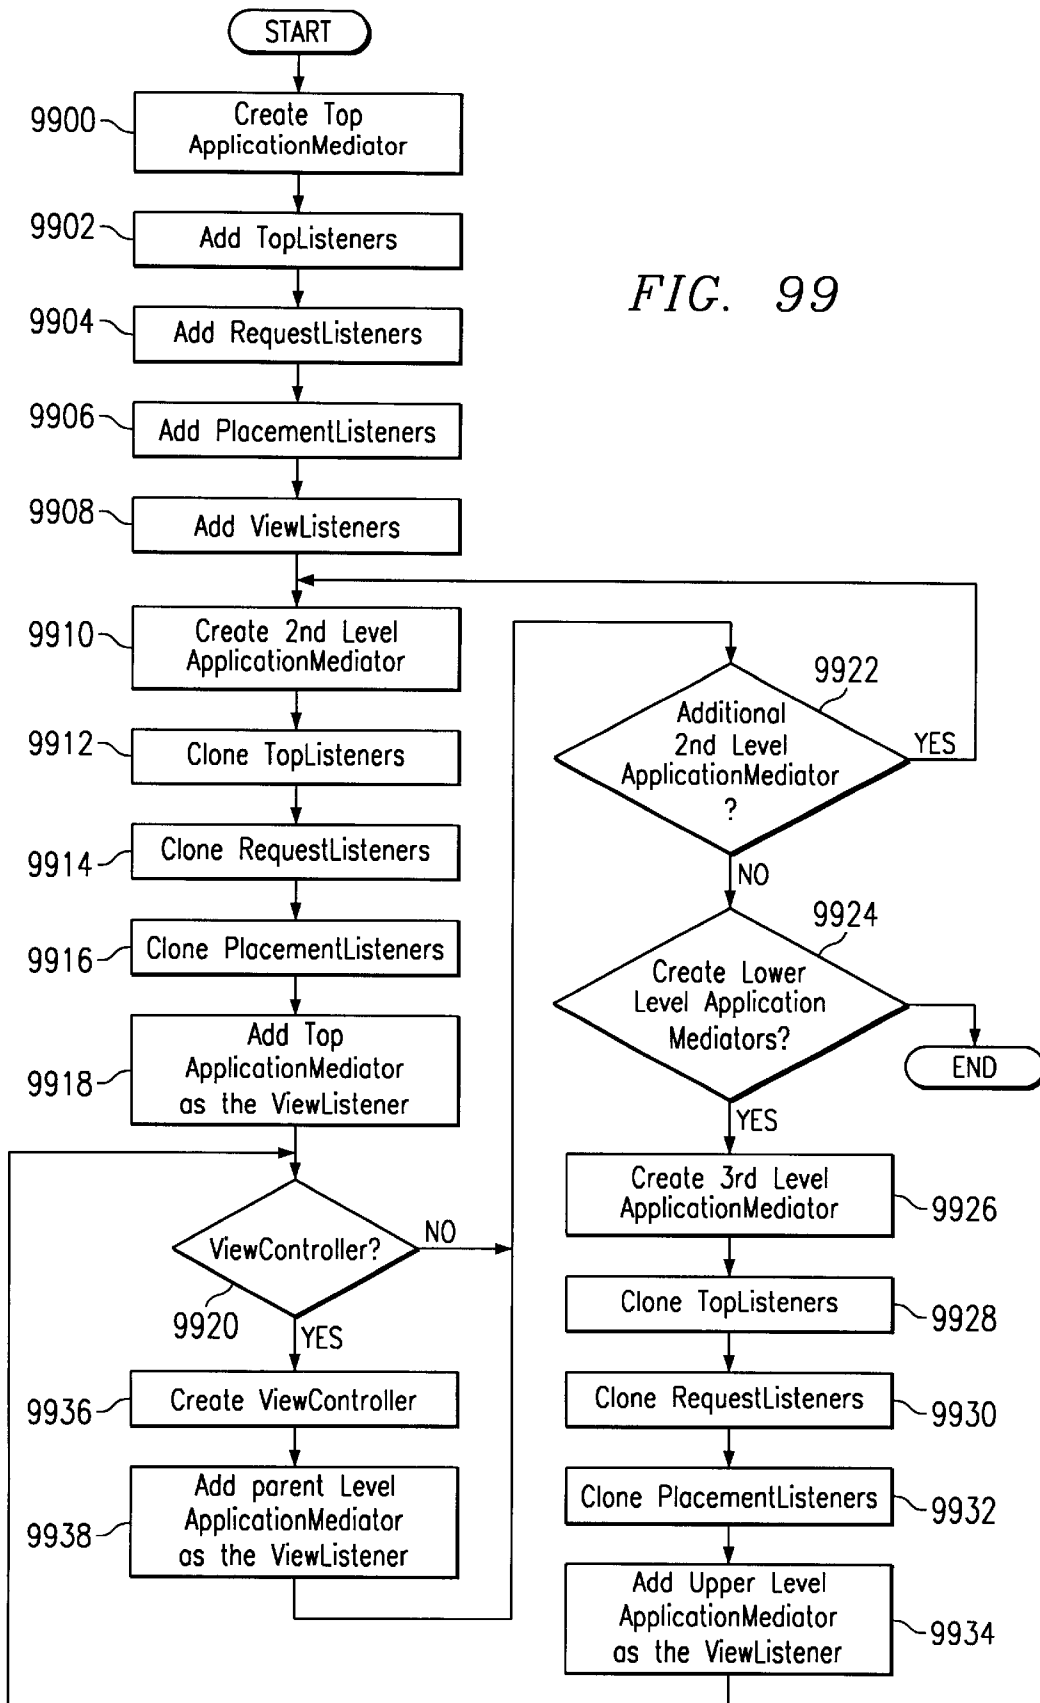 START
9900
Create Top
ApplicationMediator
9902
Add TopListeners
FIG. 99
9904
Add RequestListeners
9906
Add PlacementListeners
9908
Add ViewListeners
9910
Create 2nd Level
ApplicationMediator
9912
Clone TopListeners
9914
Clone RequestListeners
9916
Clone PlacementListeners
9918
Add Top
ApplicationMediator
as the ViewListener
ViewController?
NO
9920
YES
9936
Create ViewController
9938
Add parent Level
ApplicationMediator
as the ViewListener
9922
Additional
2nd Level
ApplicationMediator
?
YES
NO
9924
Create Lower
Level Application
Mediators?
END
YES
Create 3rd Level
ApplicationMediator
9926
Clone TopListeners
9928
Clone RequestListeners
9930
Clone PlacementListeners
9932
Add Upper Level
ApplicationMediator
as the ViewListener
9934